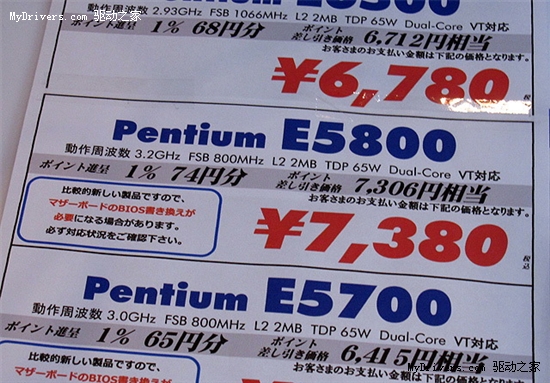 MyDrivers.com 驱动之家
動作周波数 2.93GHz FSB 1066MHz L2 2MB TDP 65W Dual-Core VT対応
ポイント進呈 1% 68円分 ポイント差し引き価格 6,712円相当
お客さまのお支払い金額は下記の価格となります。
¥6,780 税込
Pentium E5800
動作周波数 3.2GHz FSB 800MHz L2 2MB TDP 65W Dual-Core VT対応
ポイント進呈 1% 74円分 ポイント差し引き価格 7,306円相当
お客さまのお支払い金額は下記の価格となります。
比較的新しい製品ですので、
マザーボードのBIOS書き換えが
必要になる場合があります。
必ず対応状況をご確認下さい。
¥7,380 税込
Pentium E5700
動作周波数 3.0GHz FSB 800MHz L2 2MB TDP 65W Dual-Core VT対応
ポイント進呈 1% 65円分 ポイント差し引き価格 6,415円相当
比較的新しい製品ですので、
MyDrivers.com 驱动之家